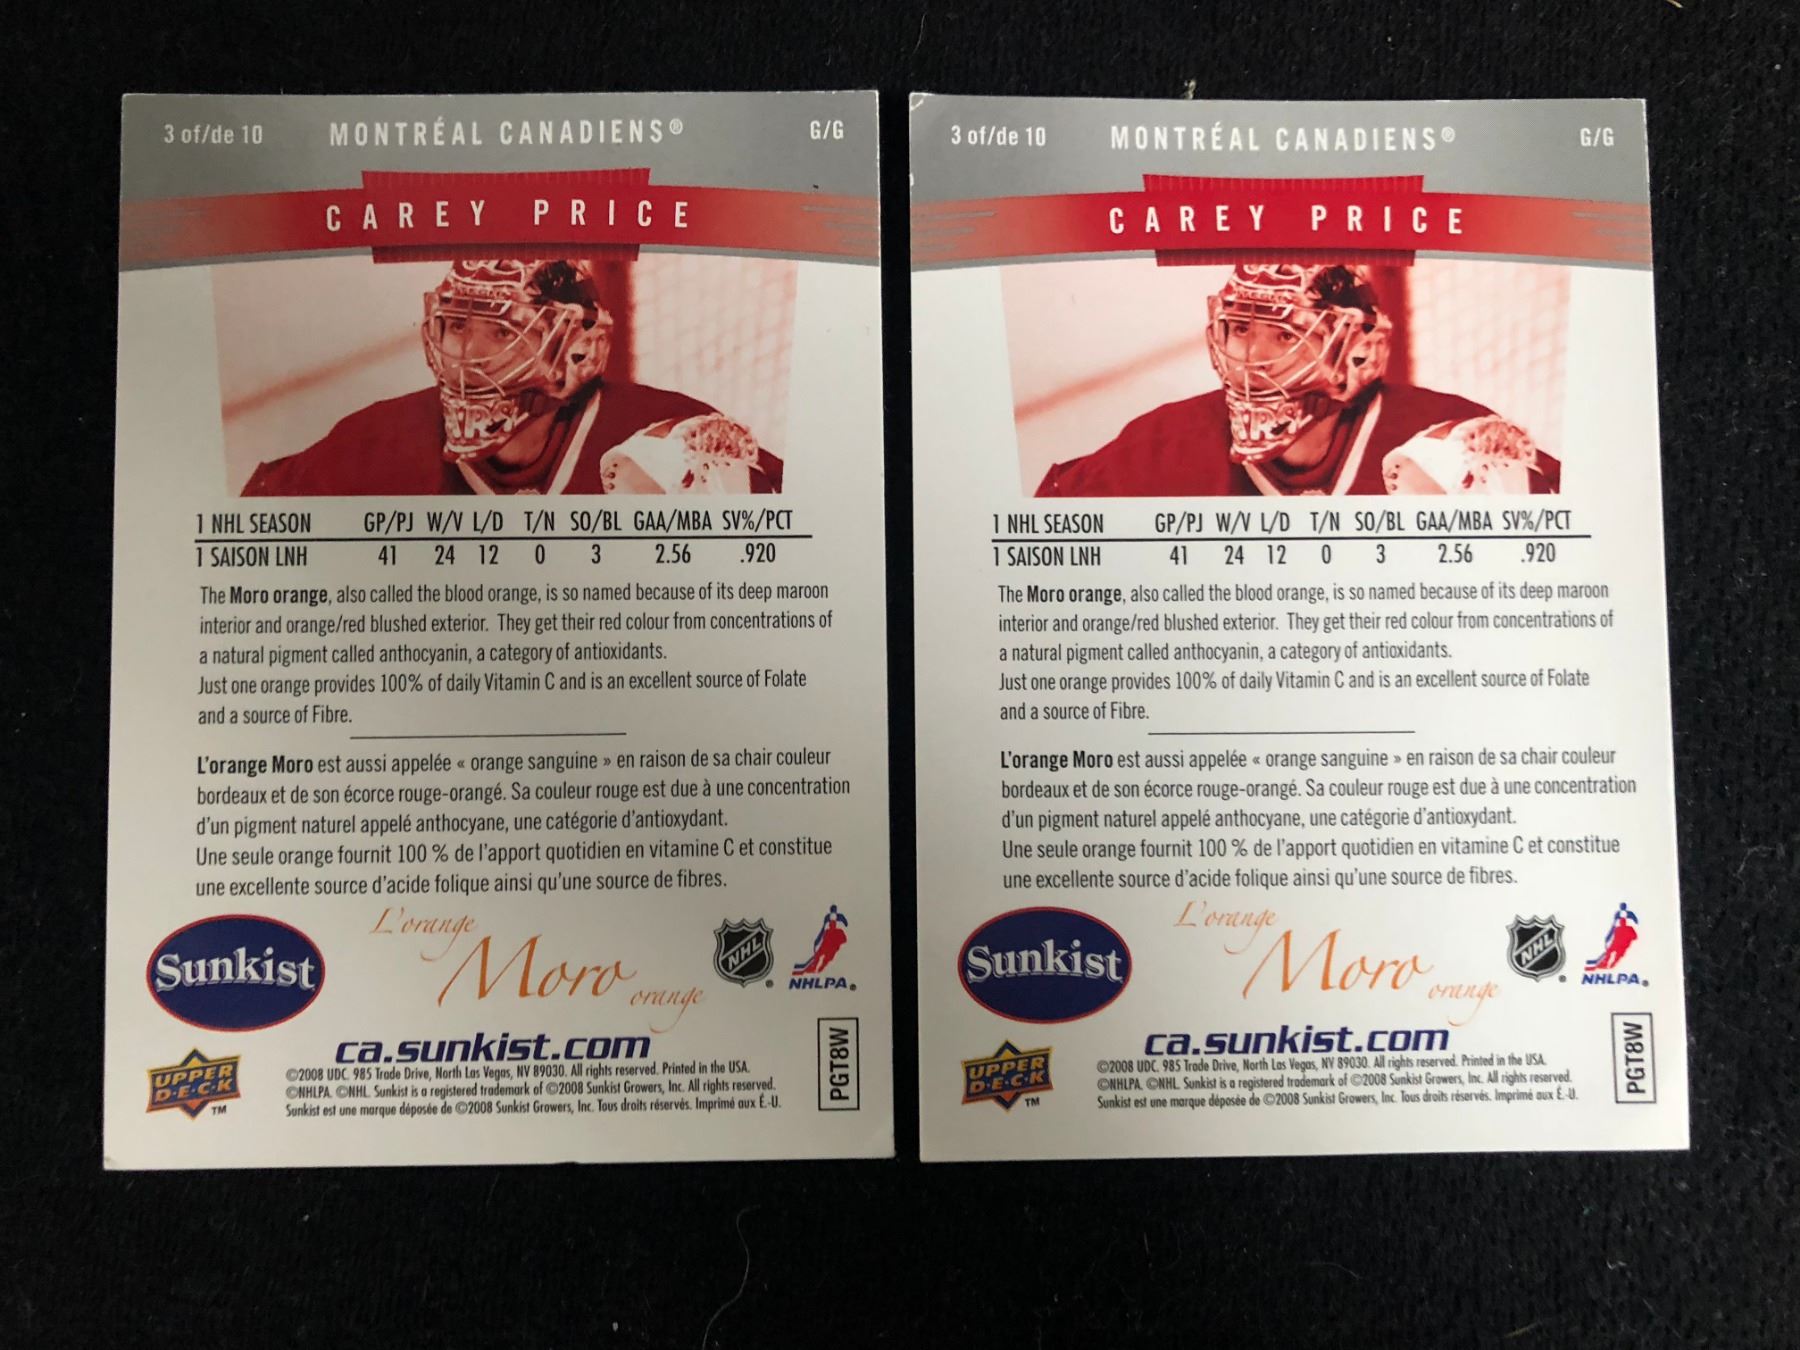 3 of/de 10 MONTRÉAL CANADIENS® G/G
CAREY PRICE
1 NHL SEASON GP/PJ W/V L/D T/N SO/BL GAA/MBA SV%/PCT
1 SAISON LNH 41 24 12 0 3 2.56 .920
The Moro orange, also called the blood orange, is so named because of its deep maroon
interior and orange/red blushed exterior. They get their red colour from concentrations of
a natural pigment called anthocyanin, a category of antioxidants.
Just one orange provides 100% of daily Vitamin C and is an excellent source of Folate
and a source of Fibre.
L'orange Moro est aussi appelée « orange sanguine » en raison de sa chair couleur
bordeaux et de son écorce rouge-orangé. Sa couleur rouge est due à une concentration
d'un pigment naturel appelé anthocyane, une catégorie d'antioxydant.
Une seule orange fournit 100 % de l'apport quotidien en vitamine C et constitue
une excellente source d'acide folique ainsi qu'une source de fibres.
Sunkist
L'orange
Moro
orange
NHL
NHLPA®
ca.sunkist.com
UPPER
D·E·C·K
TM
©2008 UDC. 985 Trade Drive, North Las Vegas, NV 89030. All rights reserved. Printed in the USA.
©NHLPA. ©NHL. Sunkist is a registered trademark of ©2008 Sunkist Growers, Inc. All rights reserved.
Sunkist est une marque déposée de ©2008 Sunkist Growers, Inc. Tous droits réservés. Imprimé aux É.-U.
PGT8W
3 of/de 10 MONTRÉAL CANADIENS® G/G
CAREY PRICE
1 NHL SEASON GP/PJ W/V L/D T/N SO/BL GAA/MBA SV%/PCT
1 SAISON LNH 41 24 12 0 3 2.56 .920
The Moro orange, also called the blood orange, is so named because of its deep maroon
interior and orange/red blushed exterior. They get their red colour from concentrations of
a natural pigment called anthocyanin, a category of antioxidants.
Just one orange provides 100% of daily Vitamin C and is an excellent source of Folate
and a source of Fibre.
L'orange Moro est aussi appelée « orange sanguine » en raison de sa chair couleur
bordeaux et de son écorce rouge-orangé. Sa couleur rouge est due à une concentration
d'un pigment naturel appelé anthocyane, une catégorie d'antioxydant.
Une seule orange fournit 100 % de l'apport quotidien en vitamine C et constitue
une excellente source d'acide folique ainsi qu'une source de fibres.
Sunkist
L'orange
Moro
orange
NHL
NHLPA®
ca.sunkist.com
UPPER
D·E·C·K
TM
©2008 UDC. 985 Trade Drive, North Las Vegas, NV 89030. All rights reserved. Printed in the USA.
©NHLPA. ©NHL. Sunkist is a registered trademark of ©2008 Sunkist Growers, Inc. All rights reserved.
Sunkist est une marque déposée de ©2008 Sunkist Growers, Inc. Tous droits réservés. Imprimé aux É.-U.
PGT8W